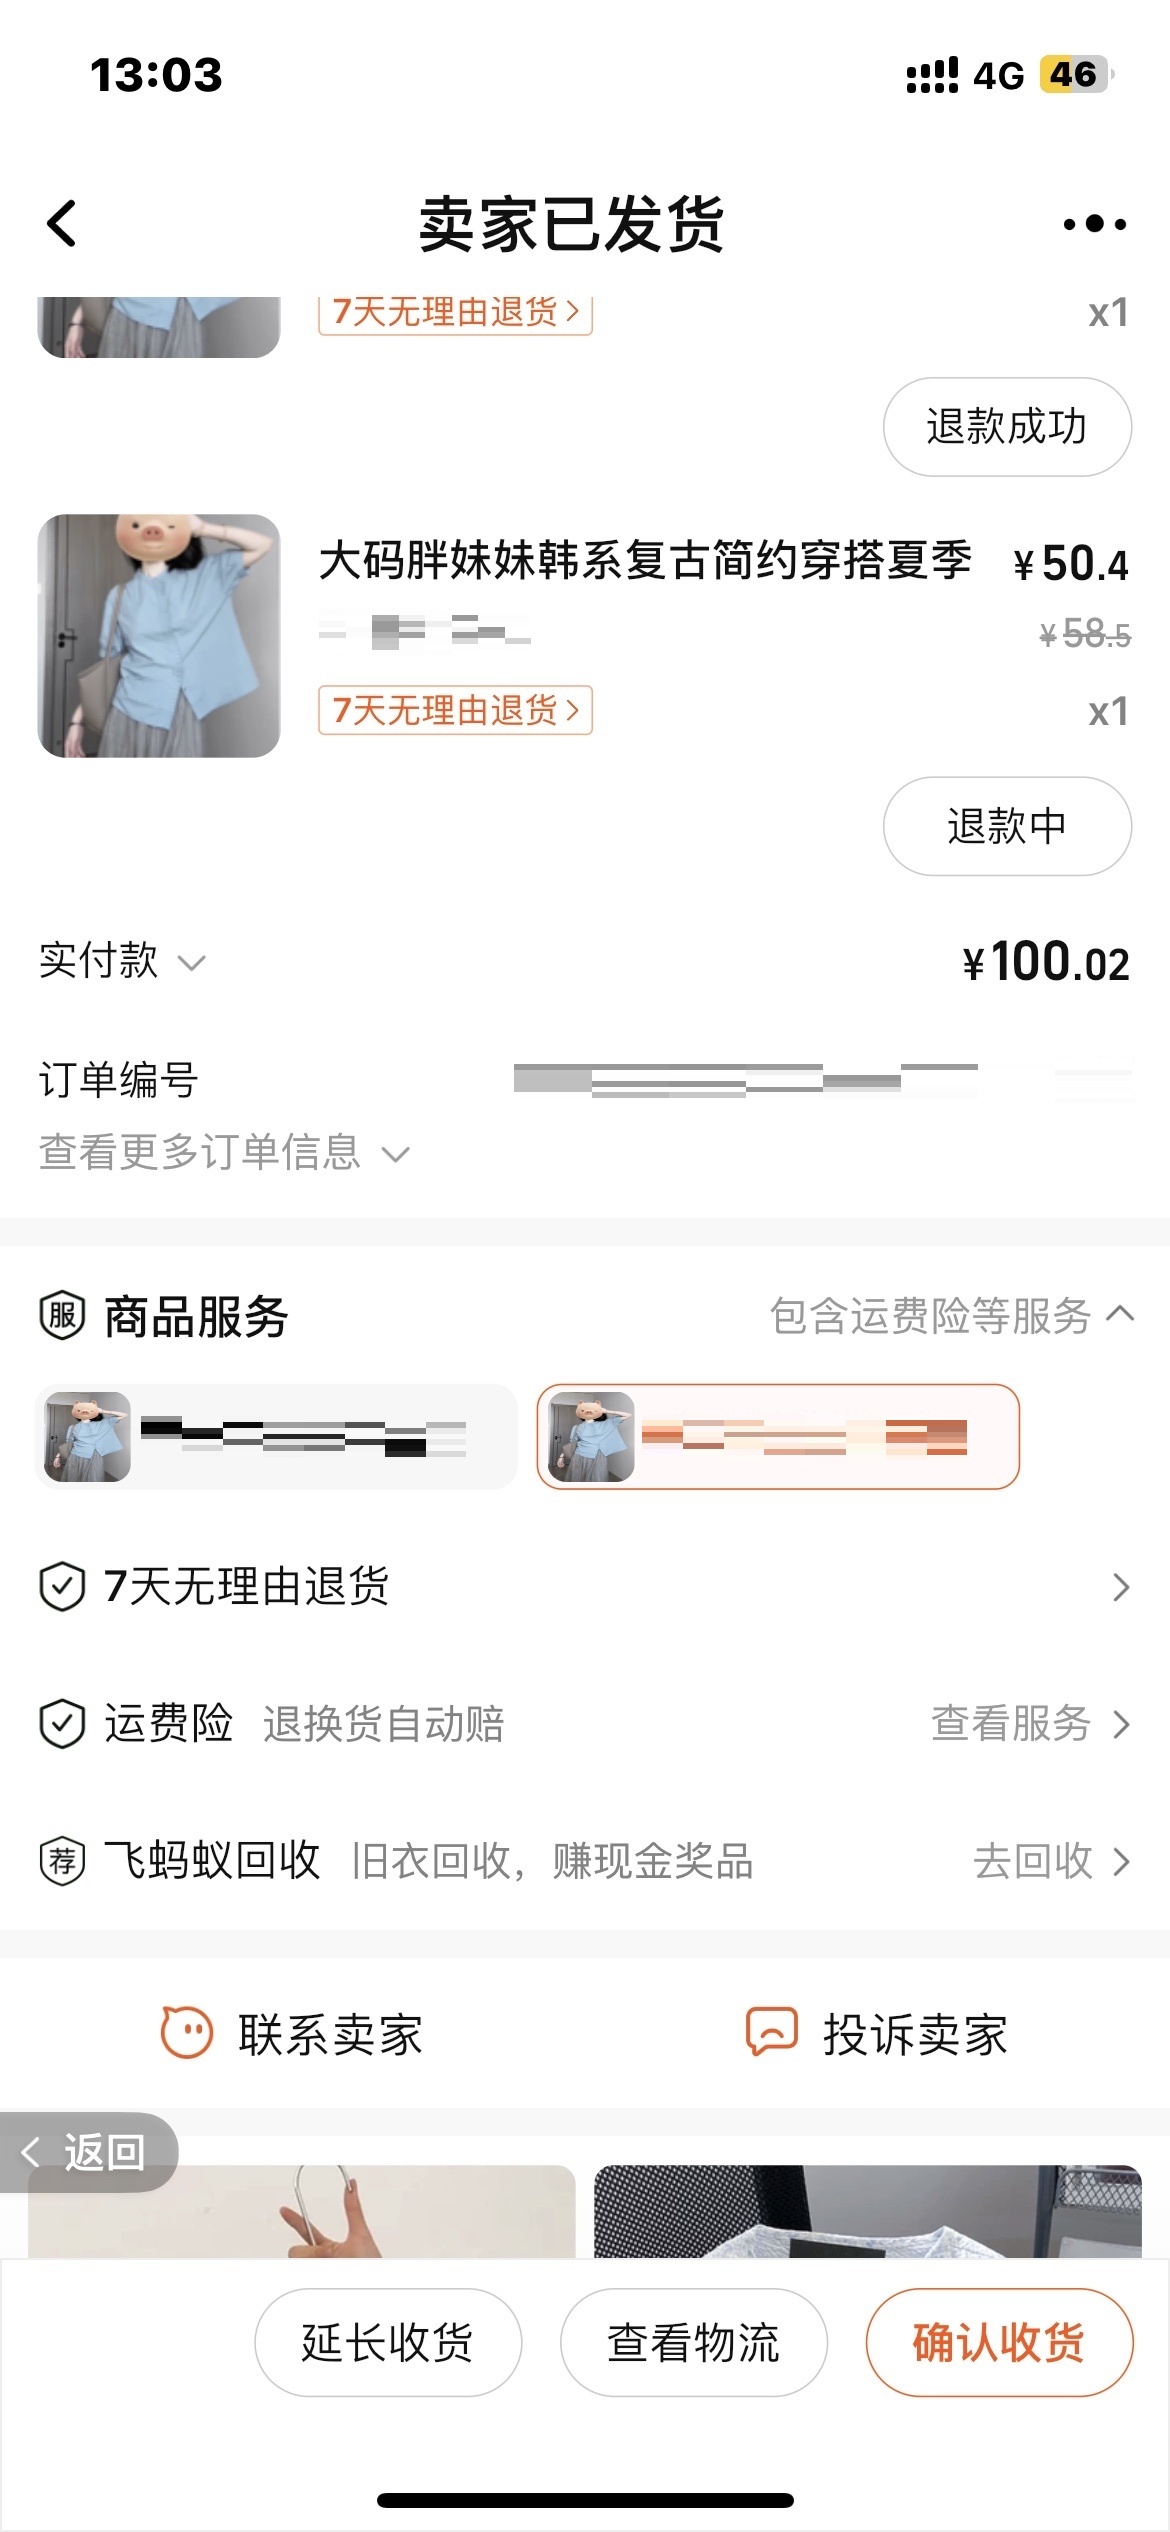 13:03
4G 46
卖家已发货
7天无理由退货
x1
退款成功
大码胖妹妹韩系复古简约穿搭夏季 ¥50.4
¥58.5
7天无理由退货
x1
退款中
实付款 ¥100.02
订单编号
查看更多订单信息
服 商品服务 包含运费险等服务
7天无理由退货
运费险 退换货自动赔 查看服务
荐 飞蚂蚁回收 旧衣回收，赚现金奖品 去回收
联系卖家 投诉卖家
返回
延长收货 查看物流 确认收货